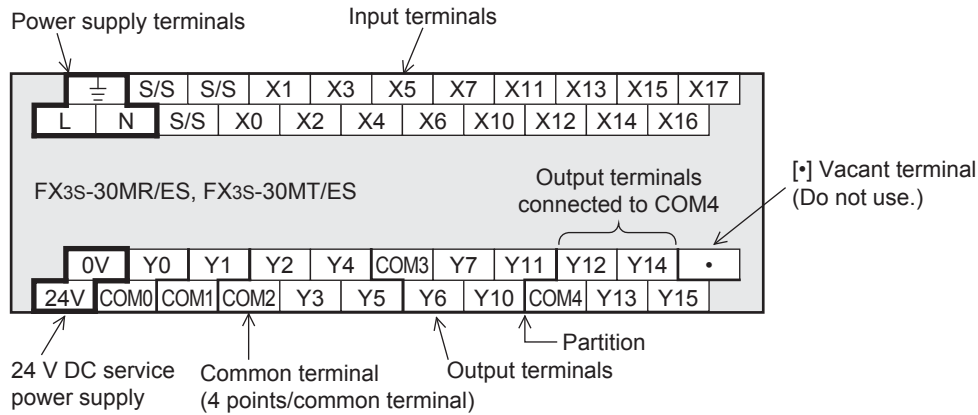 Power supply terminals
Input terminals
⏚ S/S S/S X1 X3 X5 X7 X11 X13 X15 X17
L N S/S X0 X2 X4 X6 X10 X12 X14 X16
FX3S-30MR/ES, FX3S-30MT/ES
Output terminals
connected to COM4
[•] Vacant terminal
(Do not use.)
0V Y0 Y1 Y2 Y4 COM3 Y7 Y11 Y12 Y14 •
24V COM0 COM1 COM2 Y3 Y5 Y6 Y10 COM4 Y13 Y15
Partition
24 V DC service
power supply
Common terminal
(4 points/common terminal)
Output terminals